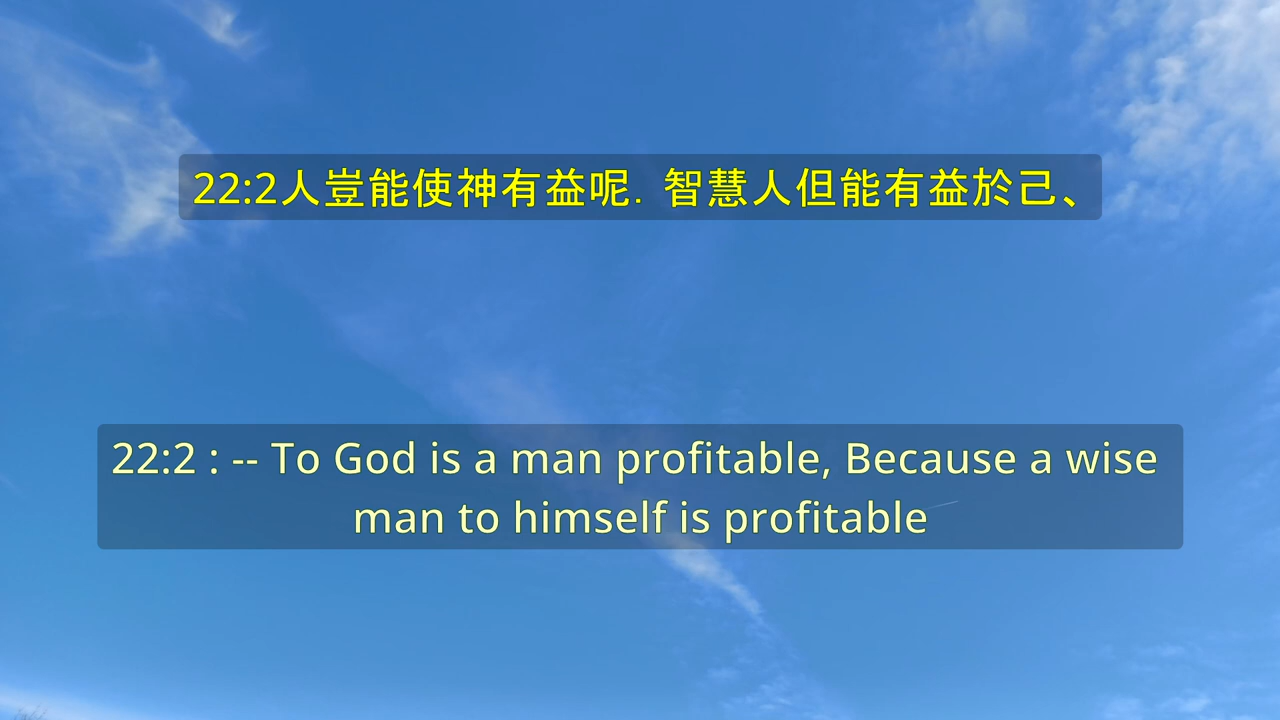 22:2人豈能使神有益呢．智慧人但能有益於己、
22:2 : -- To God is a man profitable, Because a wise
man to himself is profitable